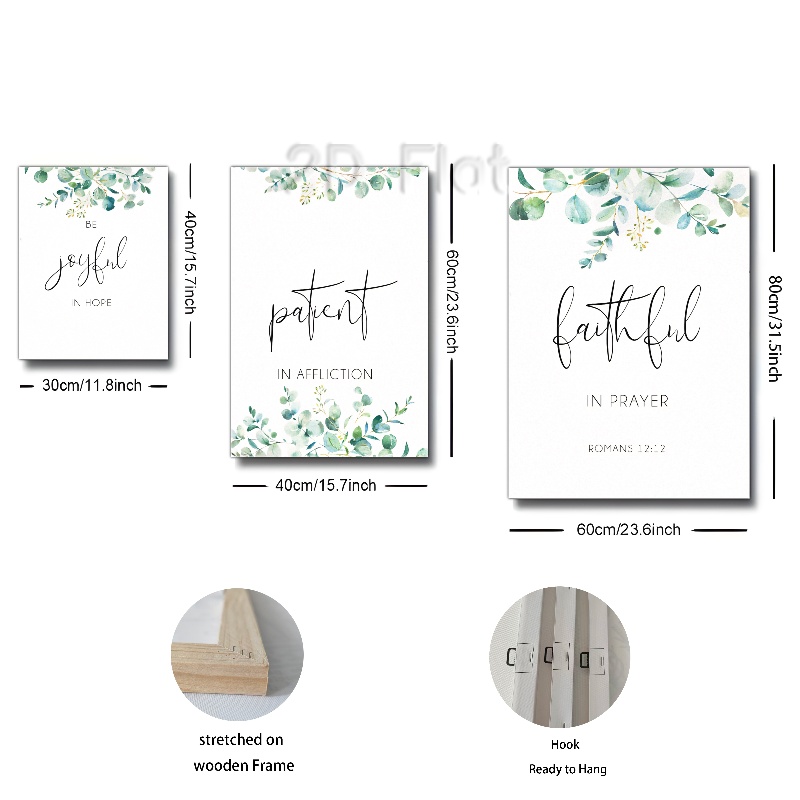 2D Flat
BE
joyful
IN HOPE
40cm/15.7inch
30cm/11.8inch
patient
IN AFFLICTION
60cm/23.6inch
40cm/15.7inch
faithful
IN PRAYER
ROMANS 12:12
80cm/31.5inch
60cm/23.6inch
stretched on
wooden Frame
Hook
Ready to Hang